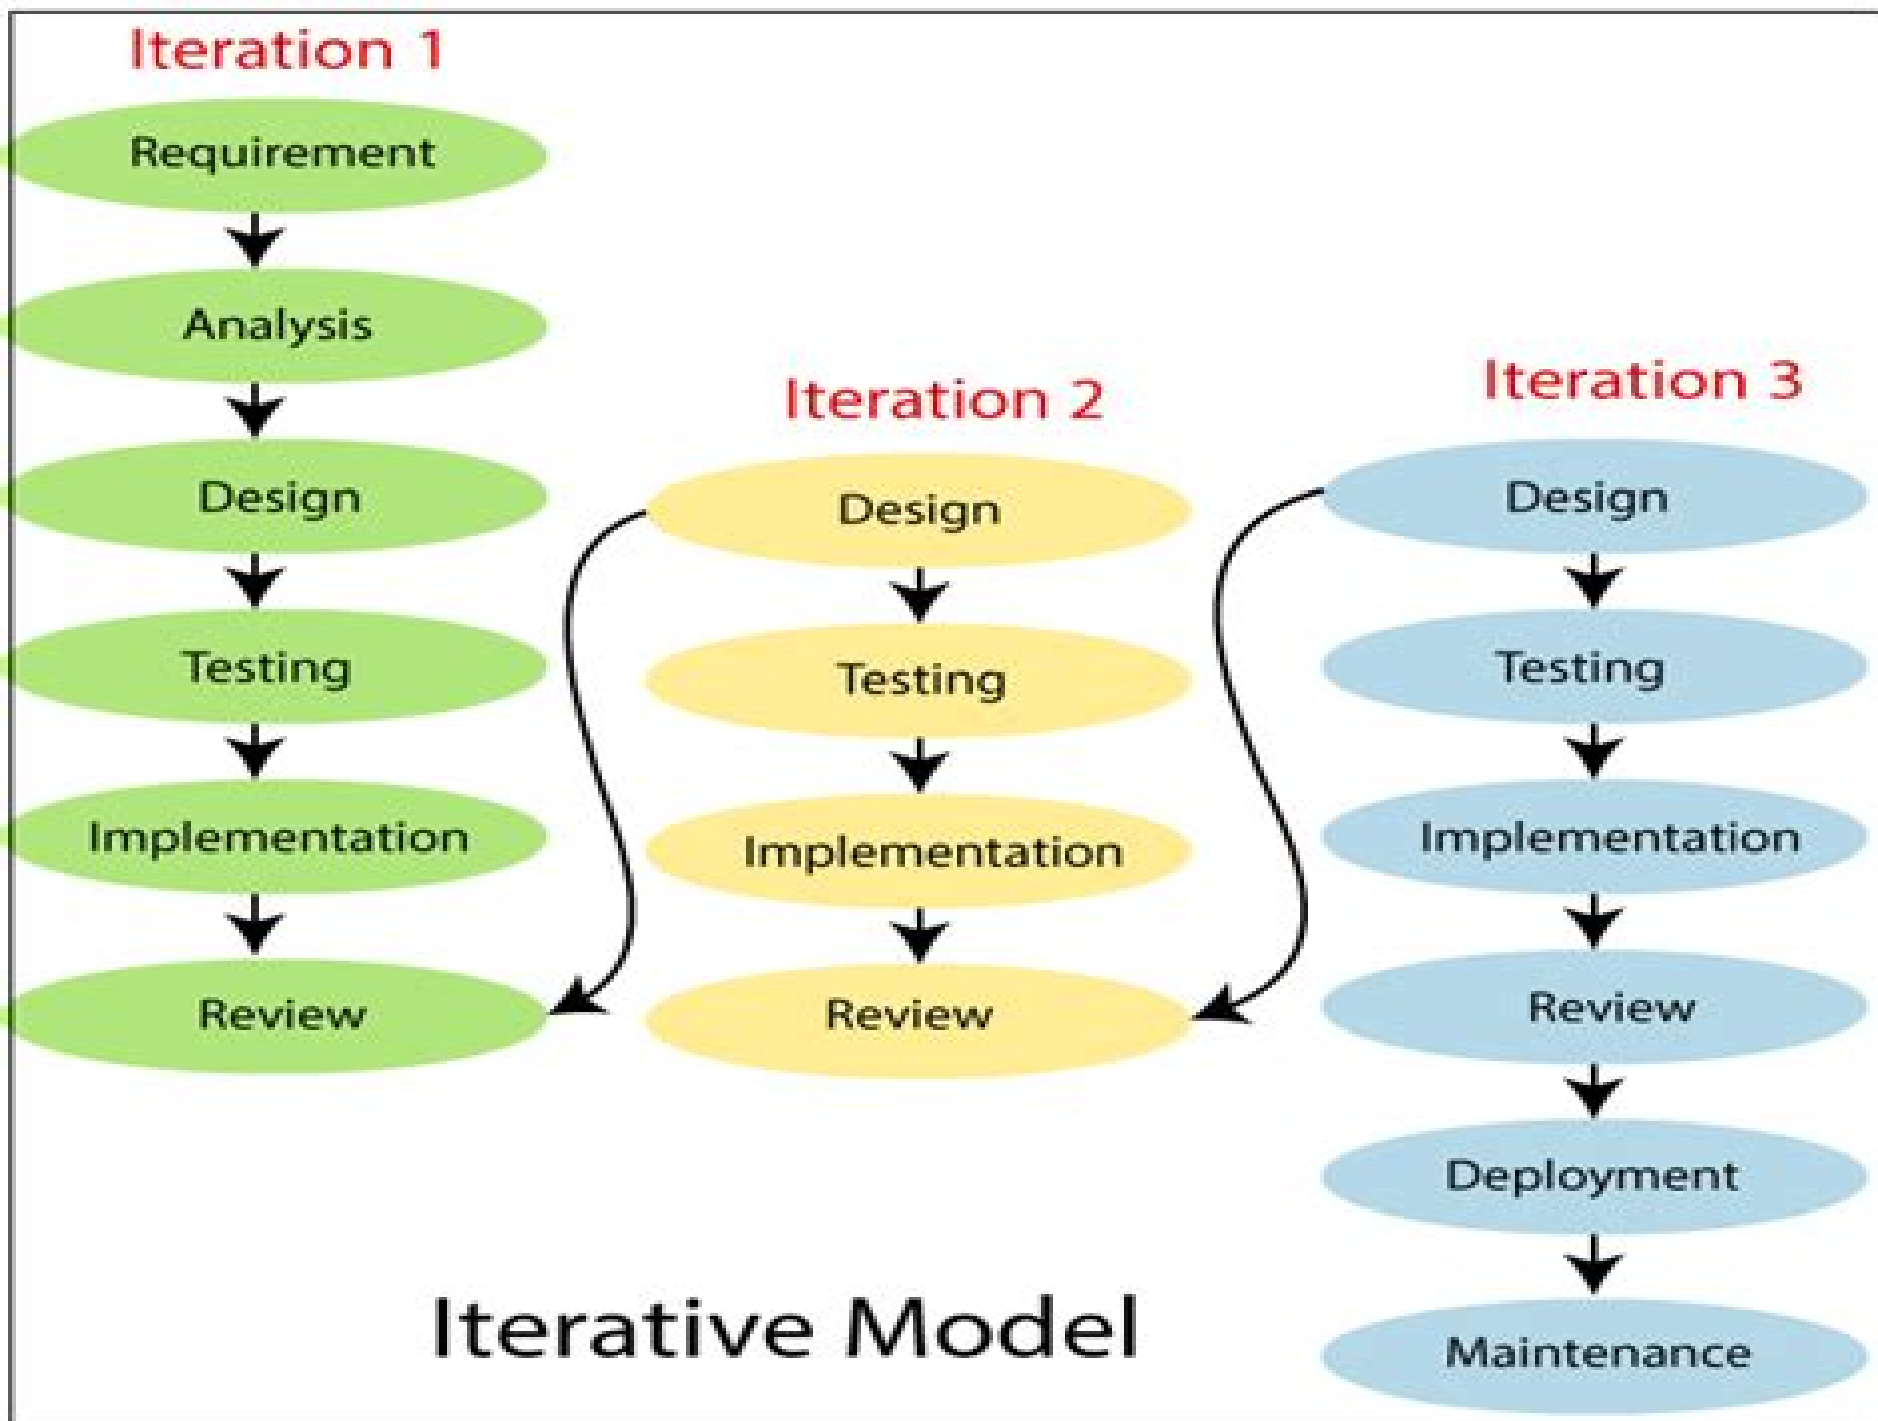 Iteration 1
Requirement
Analysis
Design
Testing
Implementation
Review
Iteration 2
Design
Testing
Implementation
Review
Iteration 3
Design
Testing
Implementation
Review
Deployment
Maintenance
Iterative Model